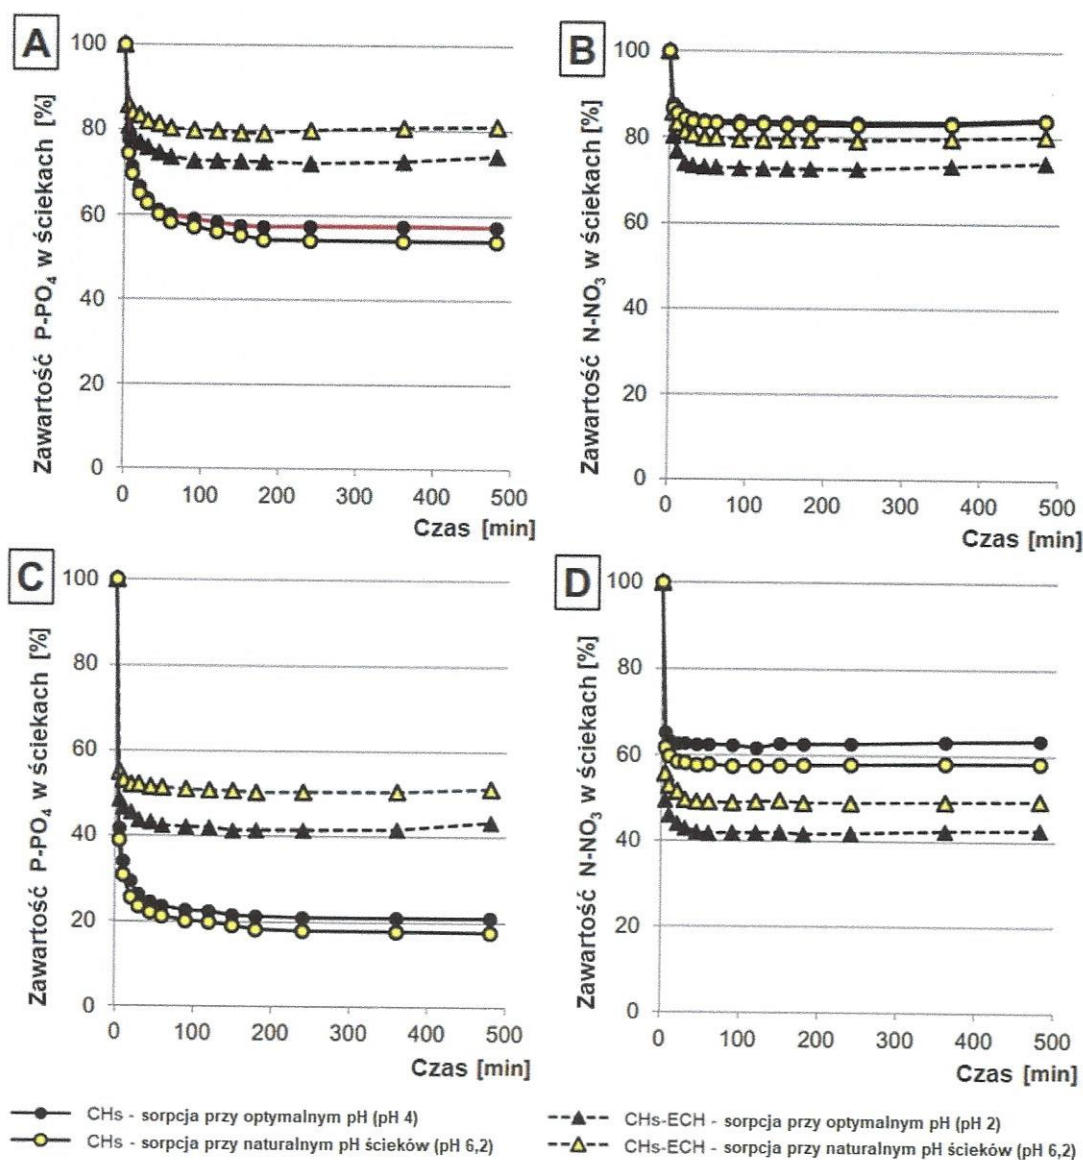 A
Zawartość P-PO4 w ściekach [%]
100
80
60
40
20
0
0 100 200 300 400 500
Czas [min]
B
Zawartość N-NO3 w ściekach [%]
100
80
60
40
20
0
0 100 200 300 400 500
Czas [min]
C
Zawartość P-PO4 w ściekach [%]
100
80
60
40
20
0
0 100 200 300 400 500
Czas [min]
D
Zawartość N-NO3 w ściekach [%]
100
80
60
40
20
0
0 100 200 300 400 500
Czas [min]
CHs - sorpcja przy optymalnym pH (pH 4)
CHs - sorpcja przy naturalnym pH ścieków (pH 6,2)
CHs-ECH - sorpcja przy optymalnym pH (pH 2)
CHs-ECH - sorpcja przy naturalnym pH ścieków (pH 6,2)